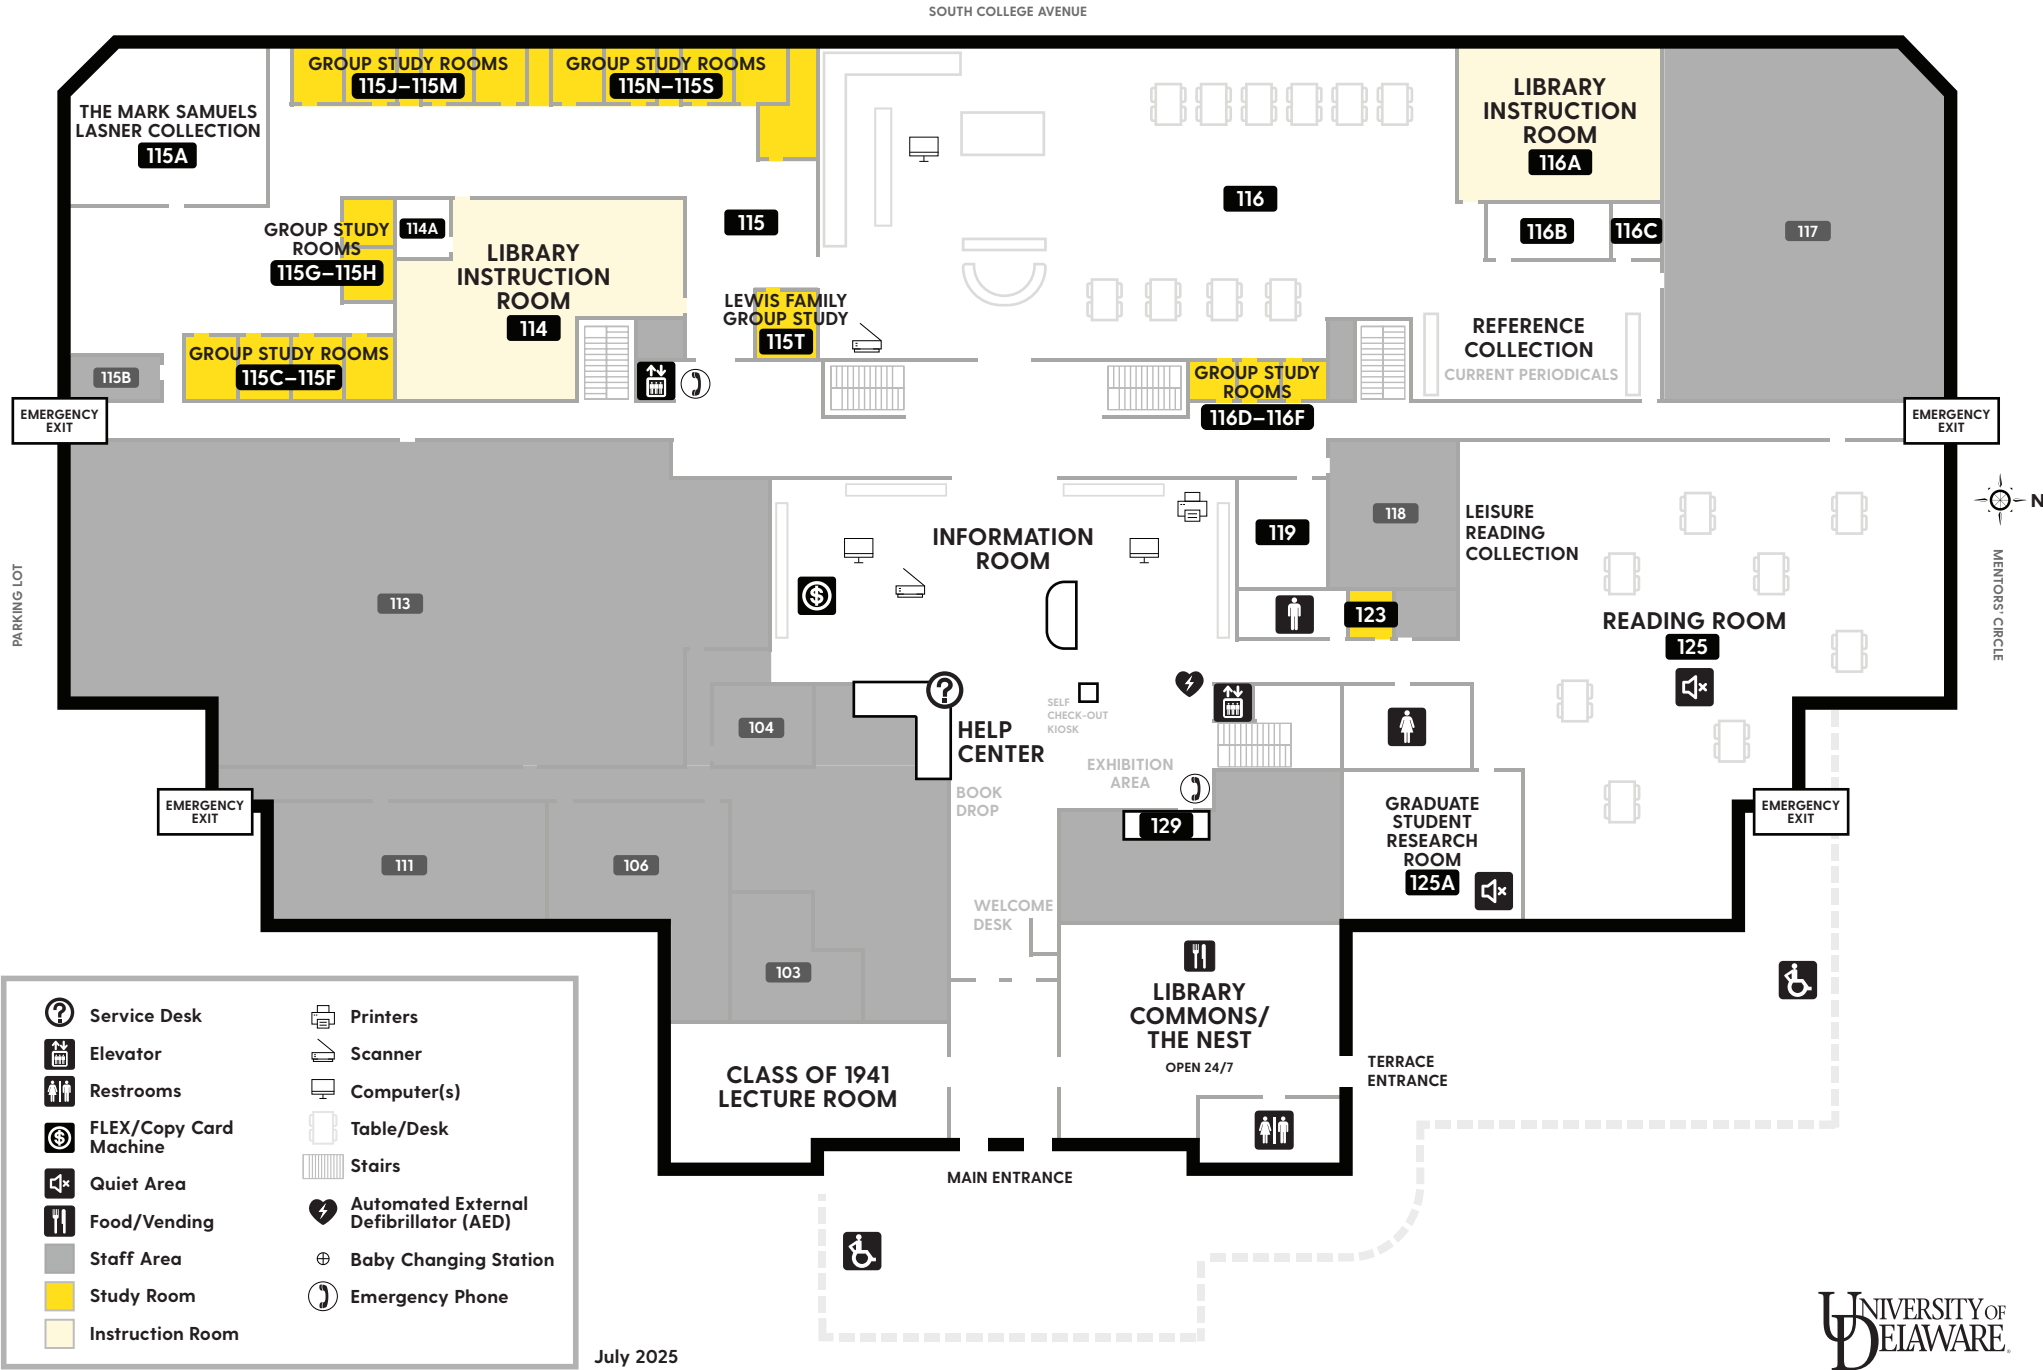 SOUTH COLLEGE AVENUE
GROUP STUDY ROOMS
115J–115M
GROUP STUDY ROOMS
115N–115S
THE MARK SAMUELS
LASNER COLLECTION
115A
LIBRARY
INSTRUCTION
ROOM
116A
116
115
GROUP STUDY
ROOMS
115G–115H
114A
LIBRARY
INSTRUCTION
ROOM
114
116B
116C
117
LEWIS FAMILY
GROUP STUDY
115T
REFERENCE
COLLECTION
CURRENT PERIODICALS
115B
GROUP STUDY ROOMS
115C–115F
GROUP STUDY
ROOMS
116D–116F
EMERGENCY
EXIT
EMERGENCY
EXIT
PARKING LOT
113
INFORMATION
ROOM
119
118
LEISURE
READING
COLLECTION
N
MENTORS' CIRCLE
123
READING ROOM
125
104
HELP
CENTER
SELF
CHECK-OUT
KIOSK
EXHIBITION
AREA
BOOK
DROP
EMERGENCY
EXIT
EMERGENCY
EXIT
129
GRADUATE
STUDENT
RESEARCH
ROOM
125A
111
106
WELCOME
DESK
103
LIBRARY
COMMONS/
THE NEST
OPEN 24/7
TERRACE
ENTRANCE
CLASS OF 1941
LECTURE ROOM
MAIN ENTRANCE
Service Desk
Elevator
Restrooms
FLEX/Copy Card
Machine
Quiet Area
Food/Vending
Staff Area
Study Room
Instruction Room
Printers
Scanner
Computer(s)
Table/Desk
Stairs
Automated External
Defibrillator (AED)
Baby Changing Station
Emergency Phone
July 2025
UNIVERSITY OF
DELAWARE.